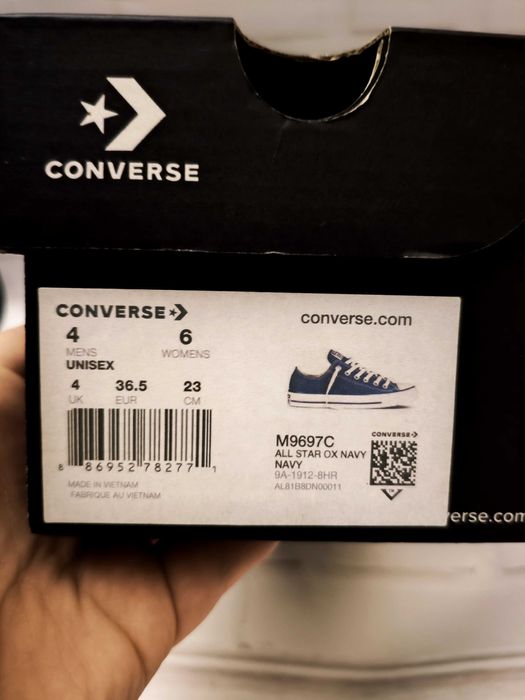 CONVERSE
CONVERSE
converse.com
4 6
MENS WOMENS
UNISEX
4 36.5 23
UK EUR CM
8 86952 78277 1
MADE IN VIETNAM
FABRIQUE AU VIETNAM
M9697C
ALL STAR OX NAVY
NAVY
9A-1912-8HR
AL81B8DN00011
CONVERSE
verse.com